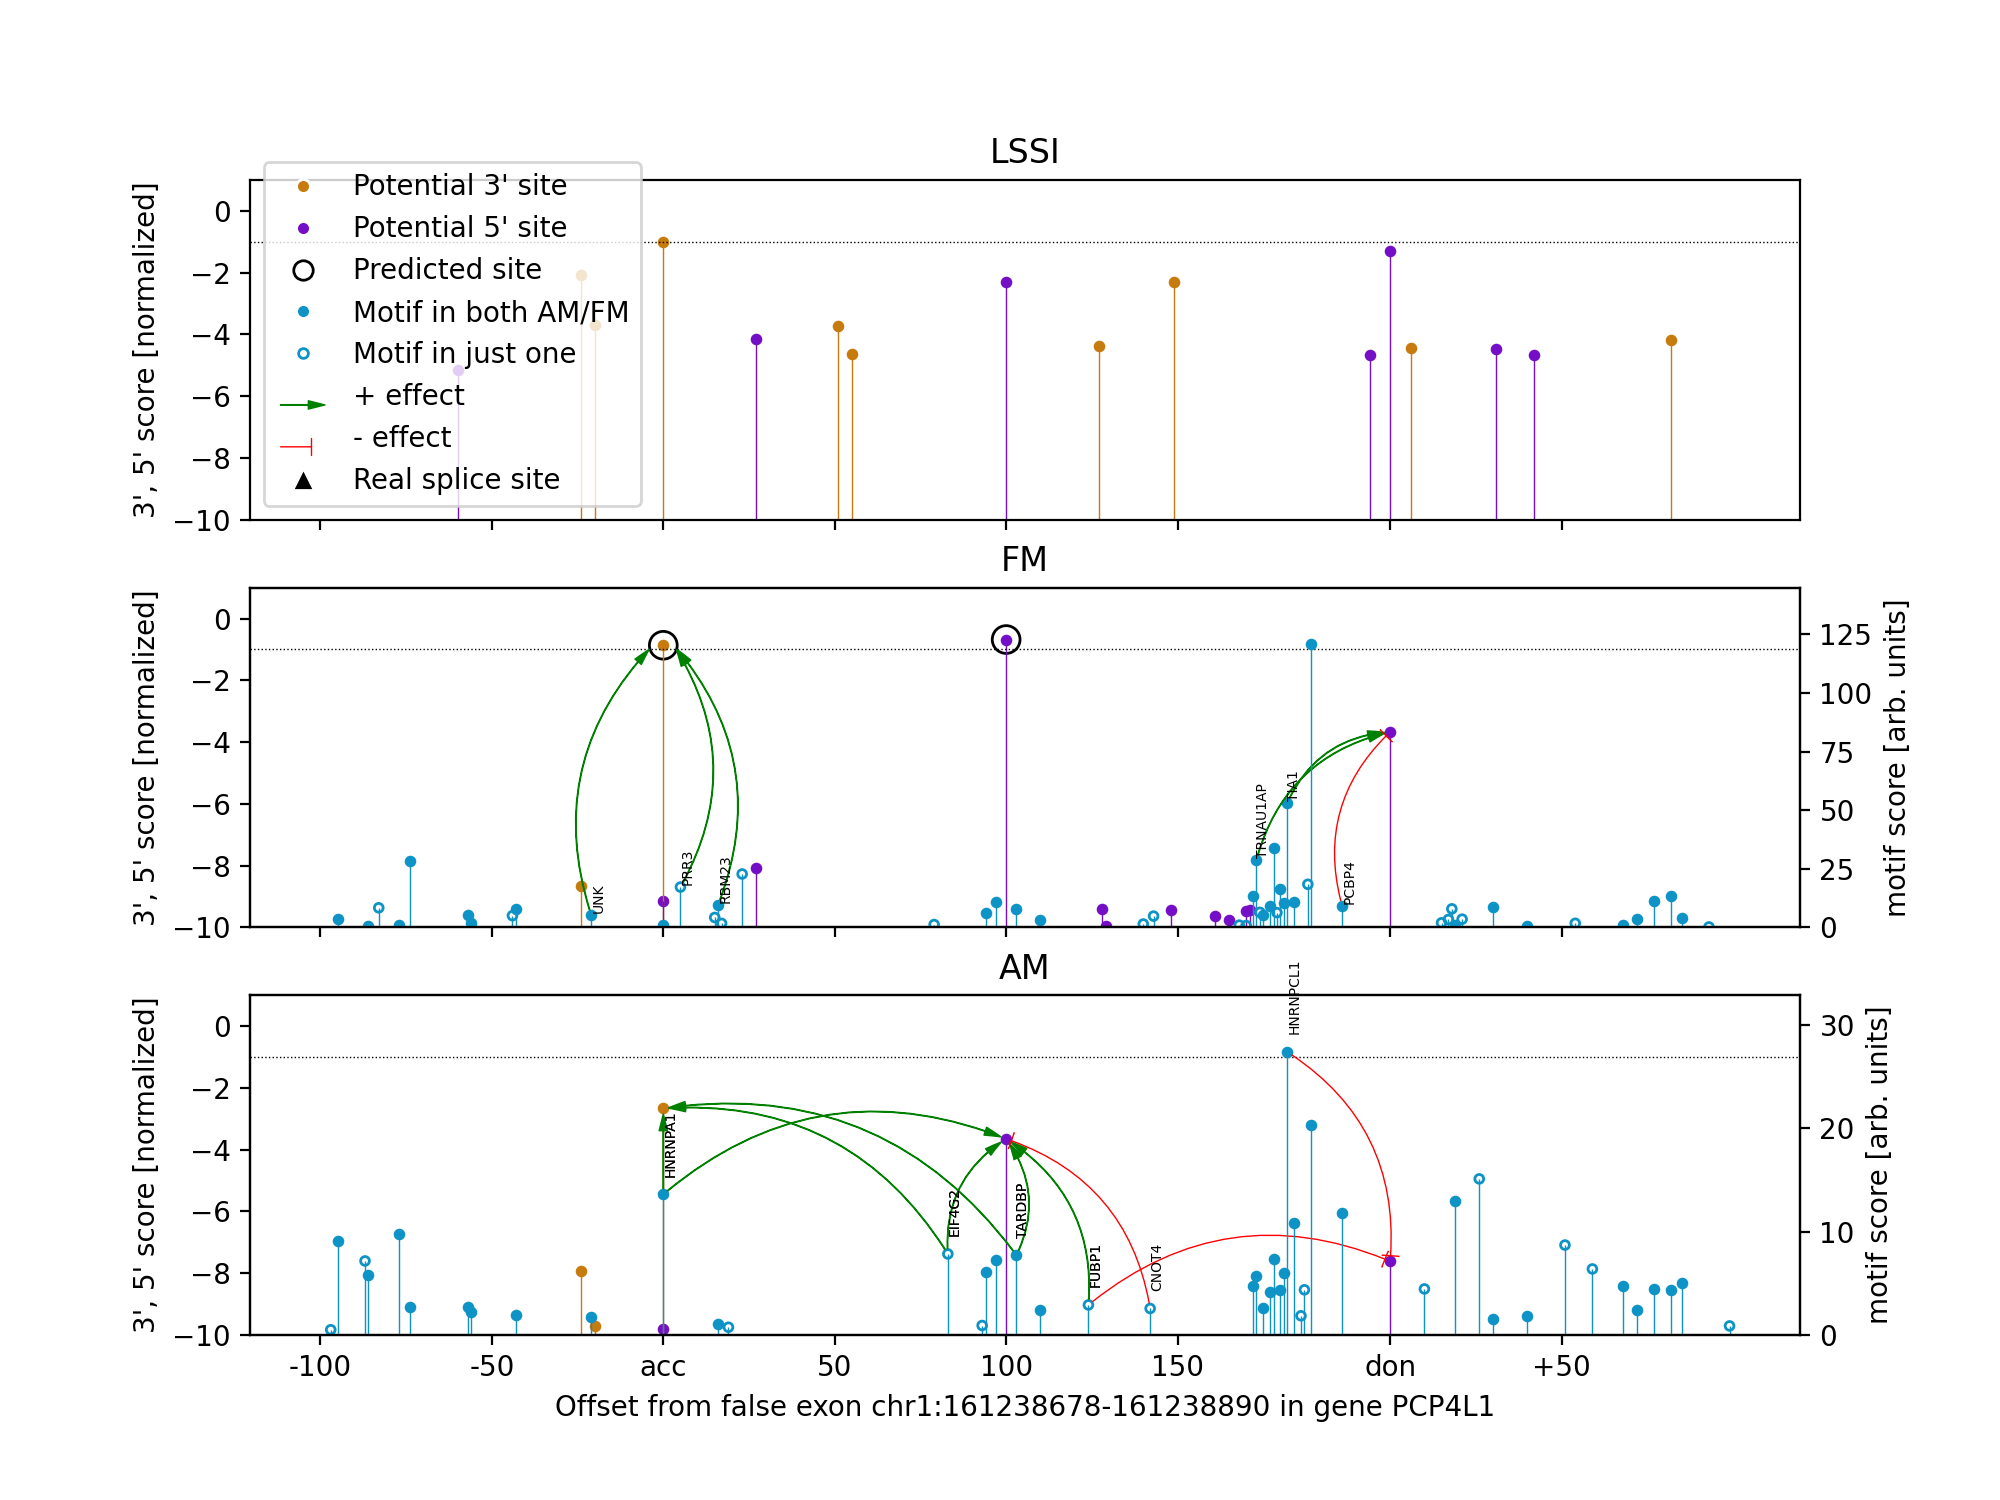 LSSI
3', 5' score [normalized]
0
−2
−4
−6
−8
−10
Potential 3' site
Potential 5' site
Predicted site
Motif in both AM/FM
Motif in just one
+ effect
- effect
Real splice site
FM
3', 5' score [normalized]
0
−2
−4
−6
−8
−10
UNK
PRR3
RBM23
TRNAU1AP
TIA1
PCBP4
125
100
75
50
25
0
motif score [arb. units]
AM
3', 5' score [normalized]
0
−2
−4
−6
−8
−10
HNRNPA1
EIF4G2
TARDBP
FUBP1
CNOT4
HNRNPCL1
30
20
10
0
motif score [arb. units]
-100
-50
acc
50
100
150
don
+50
Offset from false exon chr1:161238678-161238890 in gene PCP4L1